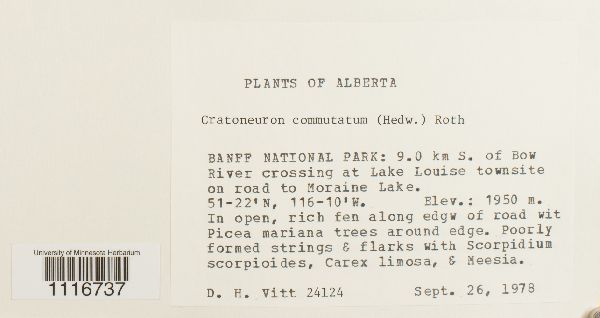 PLANTS OF ALBERTA
Cratoneuron commutatum (Hedw.) Roth
BANFF NATIONAL PARK: 9.0 km S. of Bow
River crossing at Lake Louise townsite
on road to Moraine Lake.
51-22'N, 116-10'W. Elev.: 1950 m.
In open, rich fen along edgw of road wit
Picea mariana trees around edge. Poorly
formed strings & flarks with Scorpidium
scorpioides, Carex limosa, & Meesia.
D. H. Vitt 24124 Sept. 26, 1978
University of Minnesota Herbarium
1116737